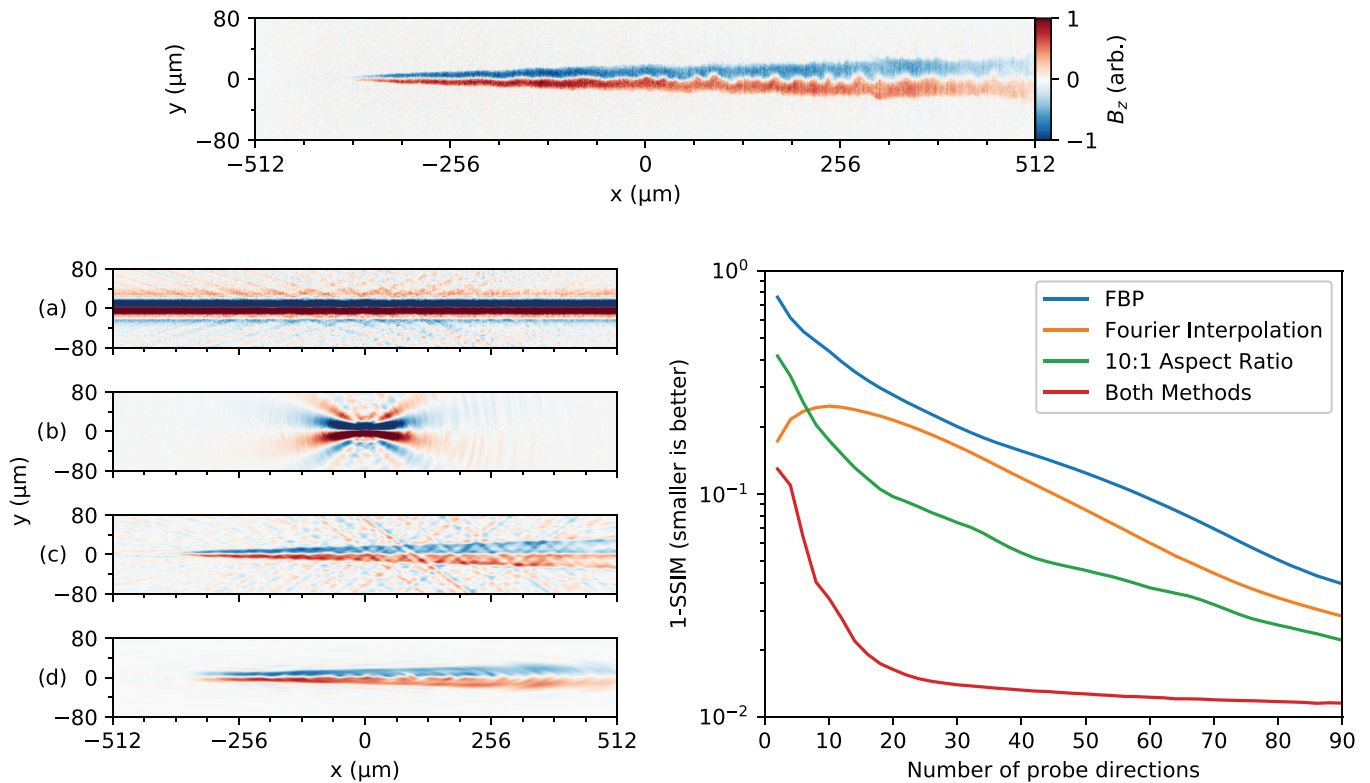 80
0
−80
y (μm)
−512
−256
0
256
512
x (μm)
1
0
−1
B_z (arb.)
(a)
80
0
−80
(b)
80
0
−80
(c)
80
0
−80
(d)
80
0
−80
y (μm)
−512
−256
0
256
512
x (μm)
10⁰
10⁻¹
10⁻²
1-SSIM (smaller is better)
FBP
Fourier Interpolation
10:1 Aspect Ratio
Both Methods
0
10
20
30
40
50
60
70
80
90
Number of probe directions